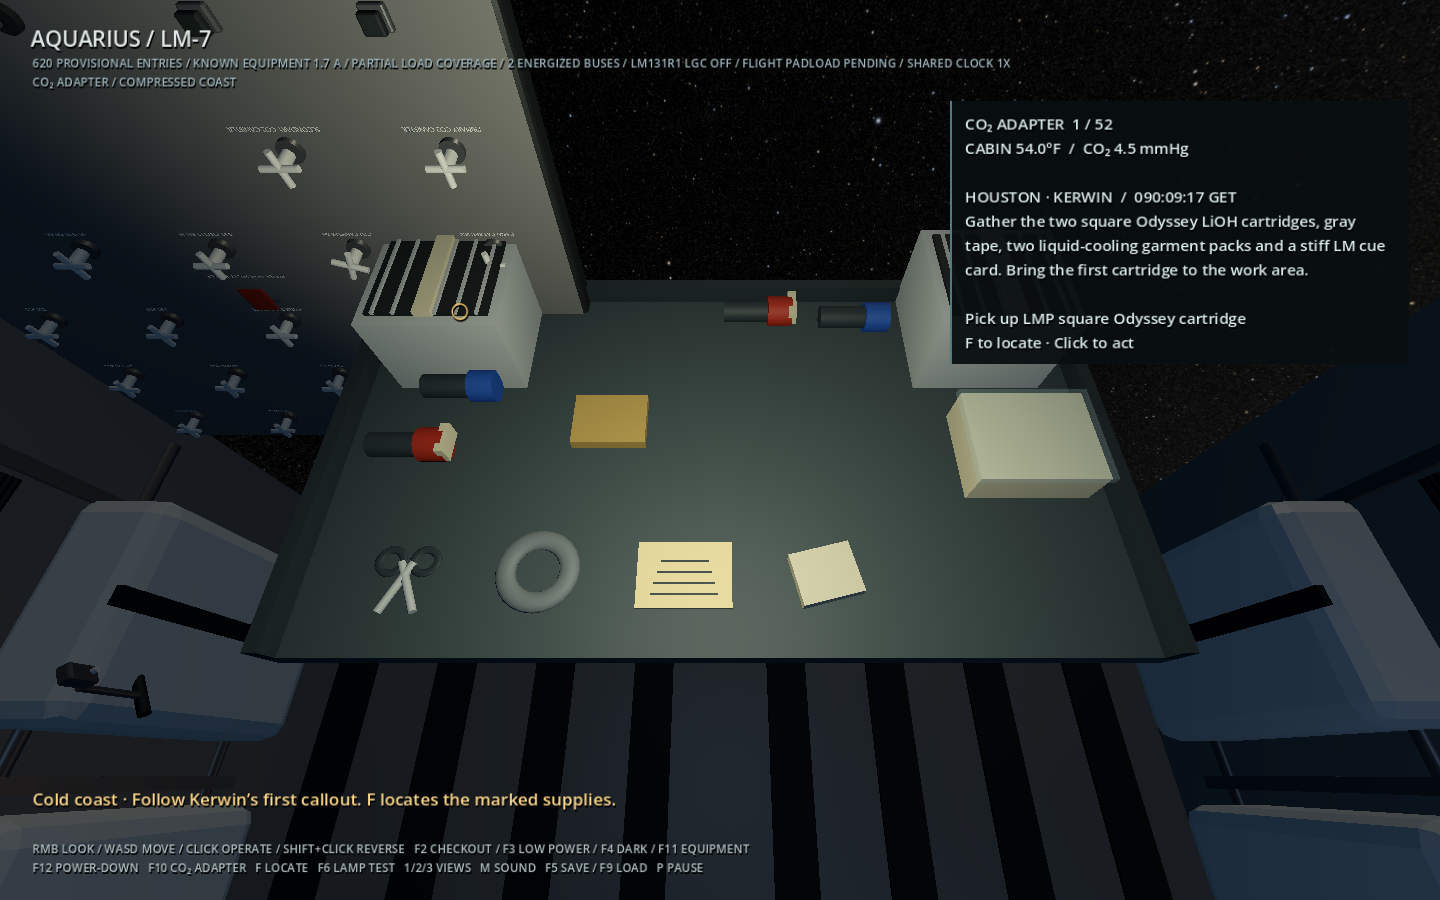 AQUARIUS / LM-7
620 PROVISIONAL ENTRIES / KNOWN EQUIPMENT 1.7 A / PARTIAL LOAD COVERAGE / 2 ENERGIZED BUSES / LM131R1 LGC OFF / FLIGHT PADLOAD PENDING / SHARED CLOCK 1X
CO₂ ADAPTER / COMPRESSED COAST
CO₂ ADAPTER 1 / 52
CABIN 54.0°F / CO₂ 4.5 mmHg
HOUSTON · KERWIN / 090:09:17 GET
Gather the two square Odyssey LiOH cartridges, gray
tape, two liquid-cooling garment packs and a stiff LM cue
card. Bring the first cartridge to the work area.
Pick up LMP square Odyssey cartridge
F to locate · Click to act
Cold coast · Follow Kerwin's first callout. F locates the marked supplies.
RMB LOOK / WASD MOVE / CLICK OPERATE / SHIFT+CLICK REVERSE F2 CHECKOUT / F3 LOW POWER / F4 DARK / F11 EQUIPMENT
F12 POWER-DOWN F10 CO₂ ADAPTER F LOCATE F6 LAMP TEST 1/2/3 VIEWS M SOUND F5 SAVE / F9 LOAD P PAUSE